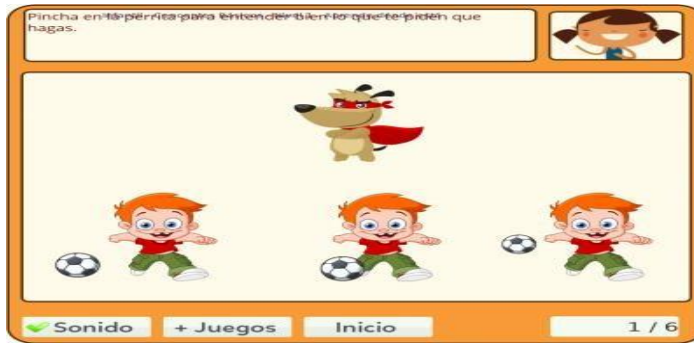 Pincha en la perrita para entender bien lo que te piden que
hagas.
Sonido
+ Juegos
Inicio
1 / 6